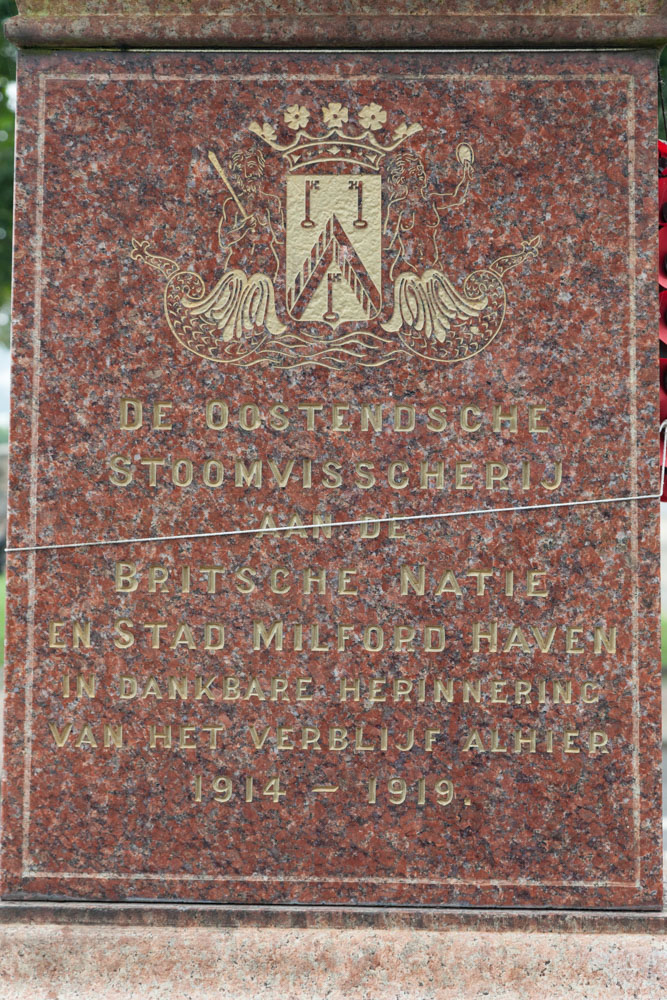 DE OOSTENDSCHE
STOOMVISSCHERIJ
AAN DE
BRITSCHE NATIE
EN STAD MILFORD HAVEN
IN DANKBARE HERINNERING
VAN HET VERBLIJF ALHIER
1914 – 1919.